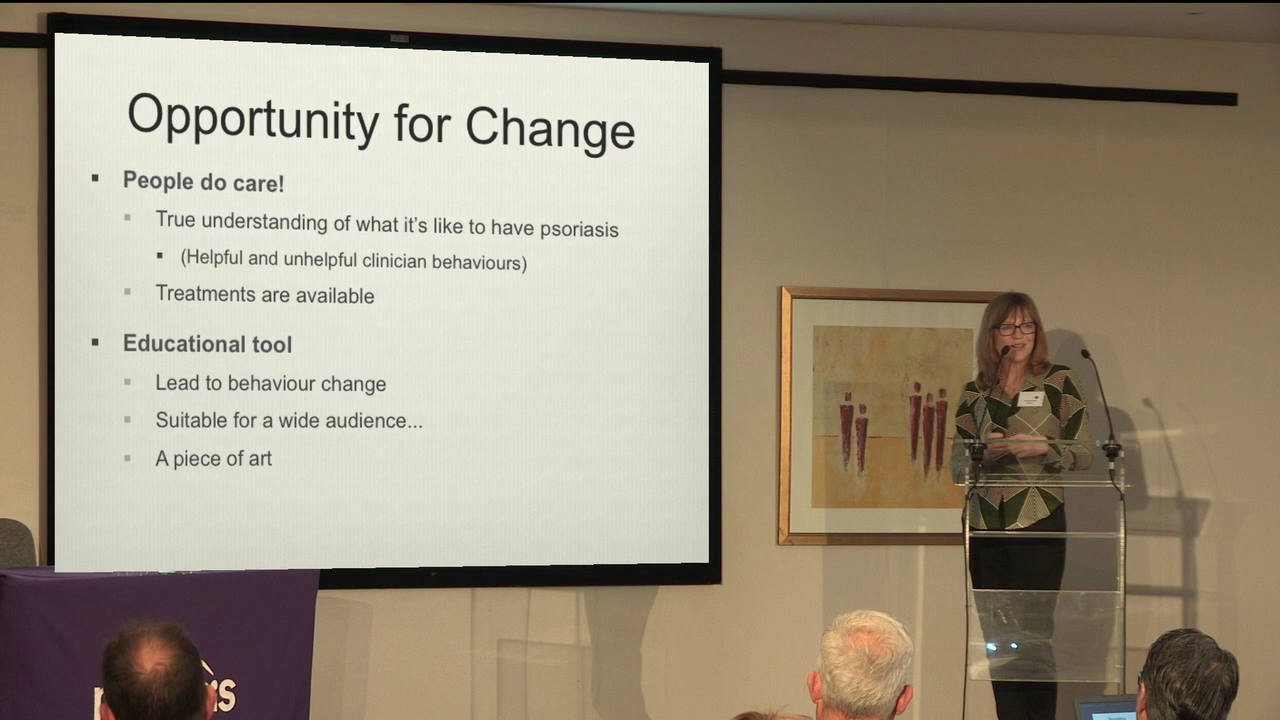 Opportunity for Change
People do care!
True understanding of what it's like to have psoriasis
(Helpful and unhelpful clinician behaviours)
Treatments are available
Educational tool
Lead to behaviour change
Suitable for a wide audience...
A piece of art